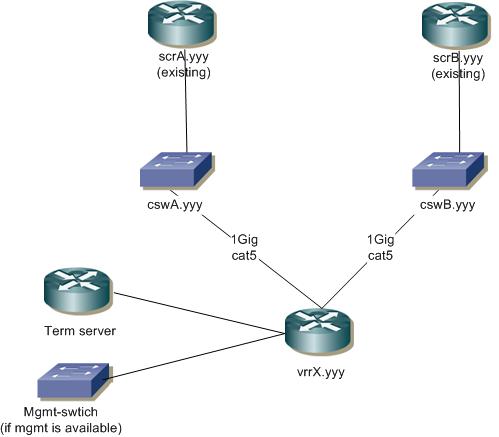 scrA.yyy
(existing)
scrB.yyy
(existing)
cswA.yyy
cswB.yyy
1Gig
cat5
1Gig
cat5
Term server
vrrX.yyy
Mgmt-swtich
(if mgmt is available)